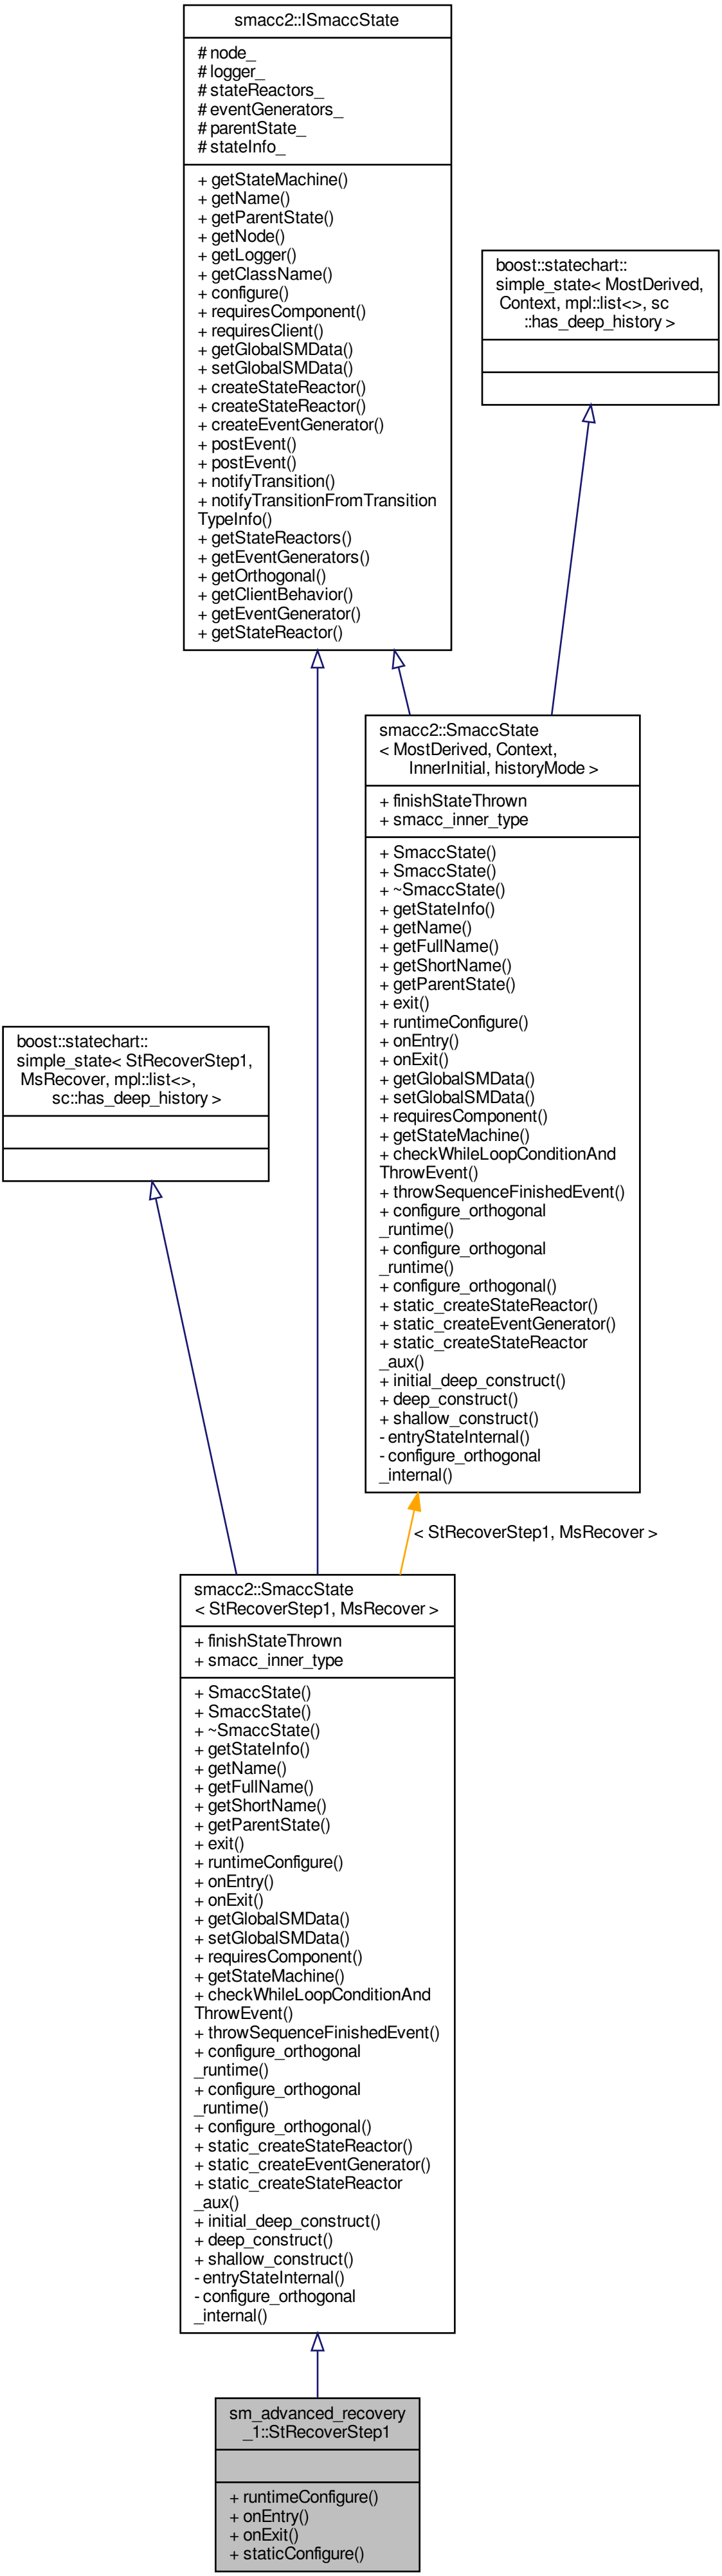 smacc2::ISmaccState
# node_
# logger_
# stateReactors_
# eventGenerators_
# parentState_
# stateInfo_
+ getStateMachine()
+ getName()
+ getParentState()
+ getNode()
+ getLogger()
+ getClassName()
+ configure()
+ requiresComponent()
+ requiresClient()
+ getGlobalSMData()
+ setGlobalSMData()
+ createStateReactor()
+ createStateReactor()
+ createEventGenerator()
+ postEvent()
+ postEvent()
+ notifyTransition()
+ notifyTransitionFromTransition
TypeInfo()
+ getStateReactors()
+ getEventGenerators()
+ getOrthogonal()
+ getClientBehavior()
+ getEventGenerator()
+ getStateReactor()
boost::statechart::
simple_state< MostDerived,
Context, mpl::list<>, sc
::has_deep_history >
smacc2::SmaccState
< MostDerived, Context,
InnerInitial, historyMode >
+ finishStateThrown
+ smacc_inner_type
+ SmaccState()
+ SmaccState()
+ ~SmaccState()
+ getStateInfo()
+ getName()
+ getFullName()
+ getShortName()
+ getParentState()
+ exit()
+ runtimeConfigure()
+ onEntry()
+ onExit()
+ getGlobalSMData()
+ setGlobalSMData()
+ requiresComponent()
+ getStateMachine()
+ checkWhileLoopConditionAnd
ThrowEvent()
+ throwSequenceFinishedEvent()
+ configure_orthogonal
_runtime()
+ configure_orthogonal
_runtime()
+ configure_orthogonal()
+ static_createStateReactor()
+ static_createEventGenerator()
+ static_createStateReactor
_aux()
+ initial_deep_construct()
+ deep_construct()
+ shallow_construct()
- entryStateInternal()
- configure_orthogonal
_internal()
boost::statechart::
simple_state< StRecoverStep1,
MsRecover, mpl::list<>,
sc::has_deep_history >
< StRecoverStep1, MsRecover >
smacc2::SmaccState
< StRecoverStep1, MsRecover >
+ finishStateThrown
+ smacc_inner_type
+ SmaccState()
+ SmaccState()
+ ~SmaccState()
+ getStateInfo()
+ getName()
+ getFullName()
+ getShortName()
+ getParentState()
+ exit()
+ runtimeConfigure()
+ onEntry()
+ onExit()
+ getGlobalSMData()
+ setGlobalSMData()
+ requiresComponent()
+ getStateMachine()
+ checkWhileLoopConditionAnd
ThrowEvent()
+ throwSequenceFinishedEvent()
+ configure_orthogonal
_runtime()
+ configure_orthogonal
_runtime()
+ configure_orthogonal()
+ static_createStateReactor()
+ static_createEventGenerator()
+ static_createStateReactor
_aux()
+ initial_deep_construct()
+ deep_construct()
+ shallow_construct()
- entryStateInternal()
- configure_orthogonal
_internal()
sm_advanced_recovery
_1::StRecoverStep1
+ runtimeConfigure()
+ onEntry()
+ onExit()
+ staticConfigure()